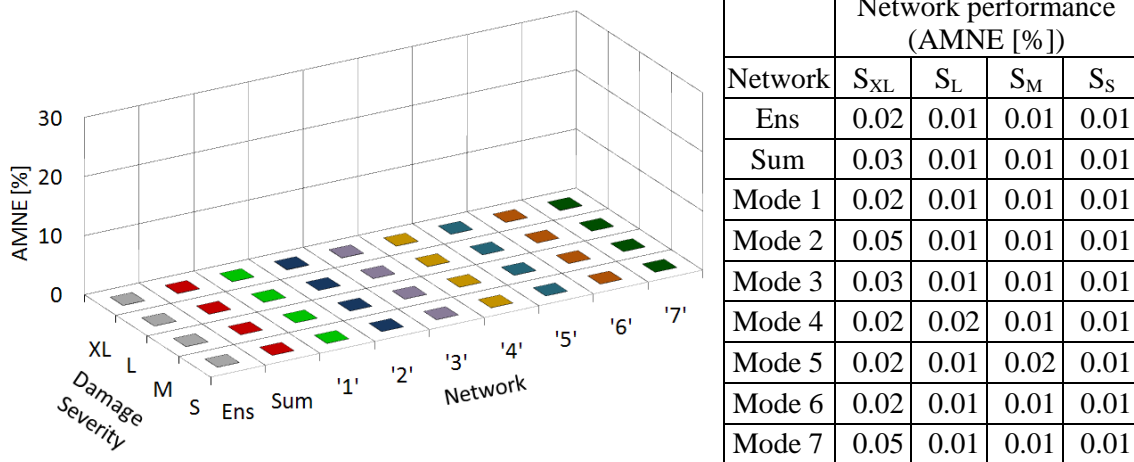 30
20
10
0
AMNE [%]
XL
L
M
S
Damage
Severity
Ens
Sum
'1'
'2'
'3'
'4'
'5'
'6'
'7'
Network
Network performance
(AMNE [%])
Network SXL SL SM SS
Ens 0.02 0.01 0.01 0.01
Sum 0.03 0.01 0.01 0.01
Mode 1 0.02 0.01 0.01 0.01
Mode 2 0.05 0.01 0.01 0.01
Mode 3 0.03 0.01 0.01 0.01
Mode 4 0.02 0.02 0.01 0.01
Mode 5 0.02 0.01 0.02 0.01
Mode 6 0.02 0.01 0.01 0.01
Mode 7 0.05 0.01 0.01 0.01